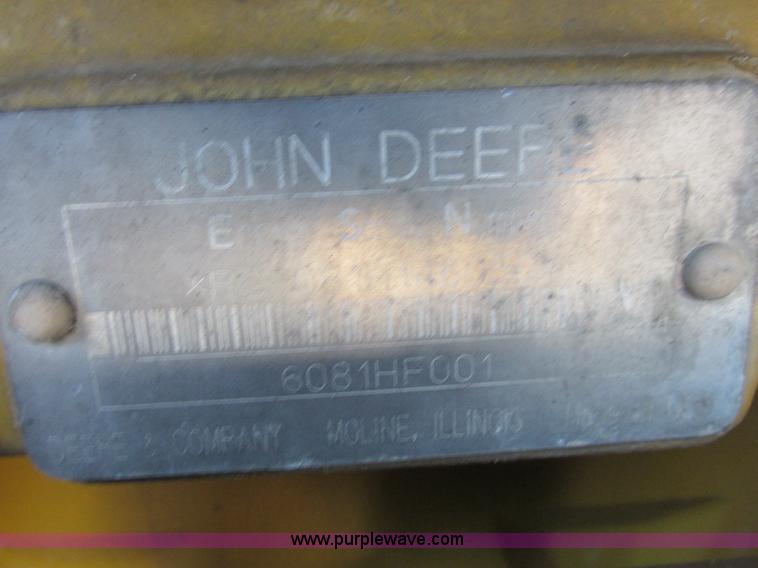 JOHN DEERE
E S N
6081HF001
DEERE & COMPANY MOLINE, ILLINOIS
www.purplewave.com